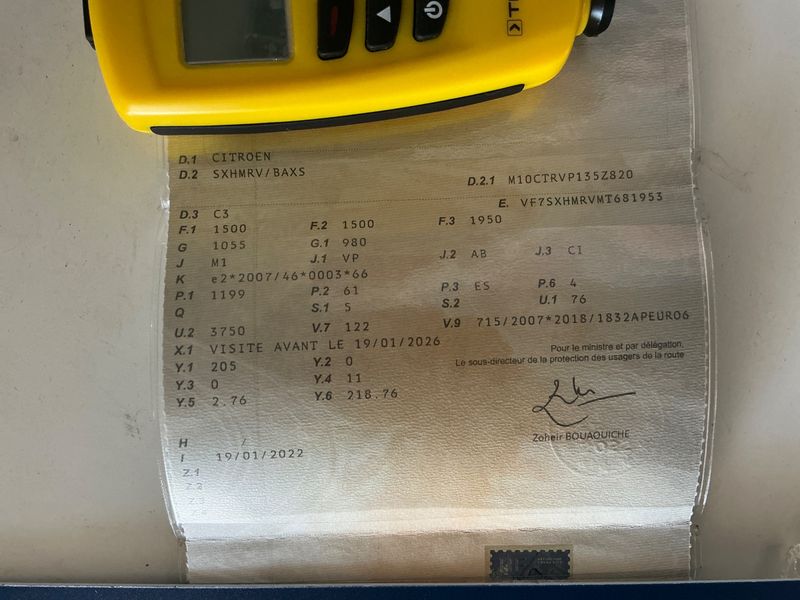 D.1 CITROEN
D.2 SXHMRV/BAXS
D.2.1 M10CTRVP135Z820
E. VF7SXHMRVMT681953
D.3 C3
F.1 1500 F.2 1500 F.3 1950
G 1055 G.1 980
J M1 J.1 VP J.2 AB J.3 CI
K e2*2007/46*0003*66
P.1 1199 P.2 61 P.3 ES P.6 4
Q S.1 5 S.2 U.1 76
U.2 3750 V.7 122 V.9 715/2007*2018/1832APEURO6
X.1 VISITE AVANT LE 19/01/2026
Pour le ministre et par délégation,
Le sous-directeur de la protection des usagers de la route
Y.1 205 Y.2 0
Y.3 0 Y.4 11
Y.5 2.76 Y.6 218.76
Zoheir BOUAOUICHE
H /
I 19/01/2022
Z.1
Z.2
Z.3